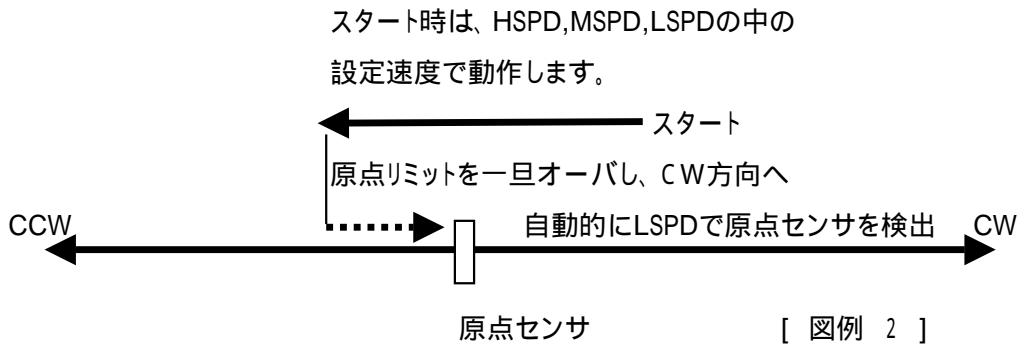 スタート時は、HSPD,MSPD,LSPDの中の
設定速度で動作します。
スタート
原点リミットを一旦オーバし、CW方向へ
CCW
自動的にLSPDで原点センサを検出
CW
原点センサ
[ 図例 2 ]